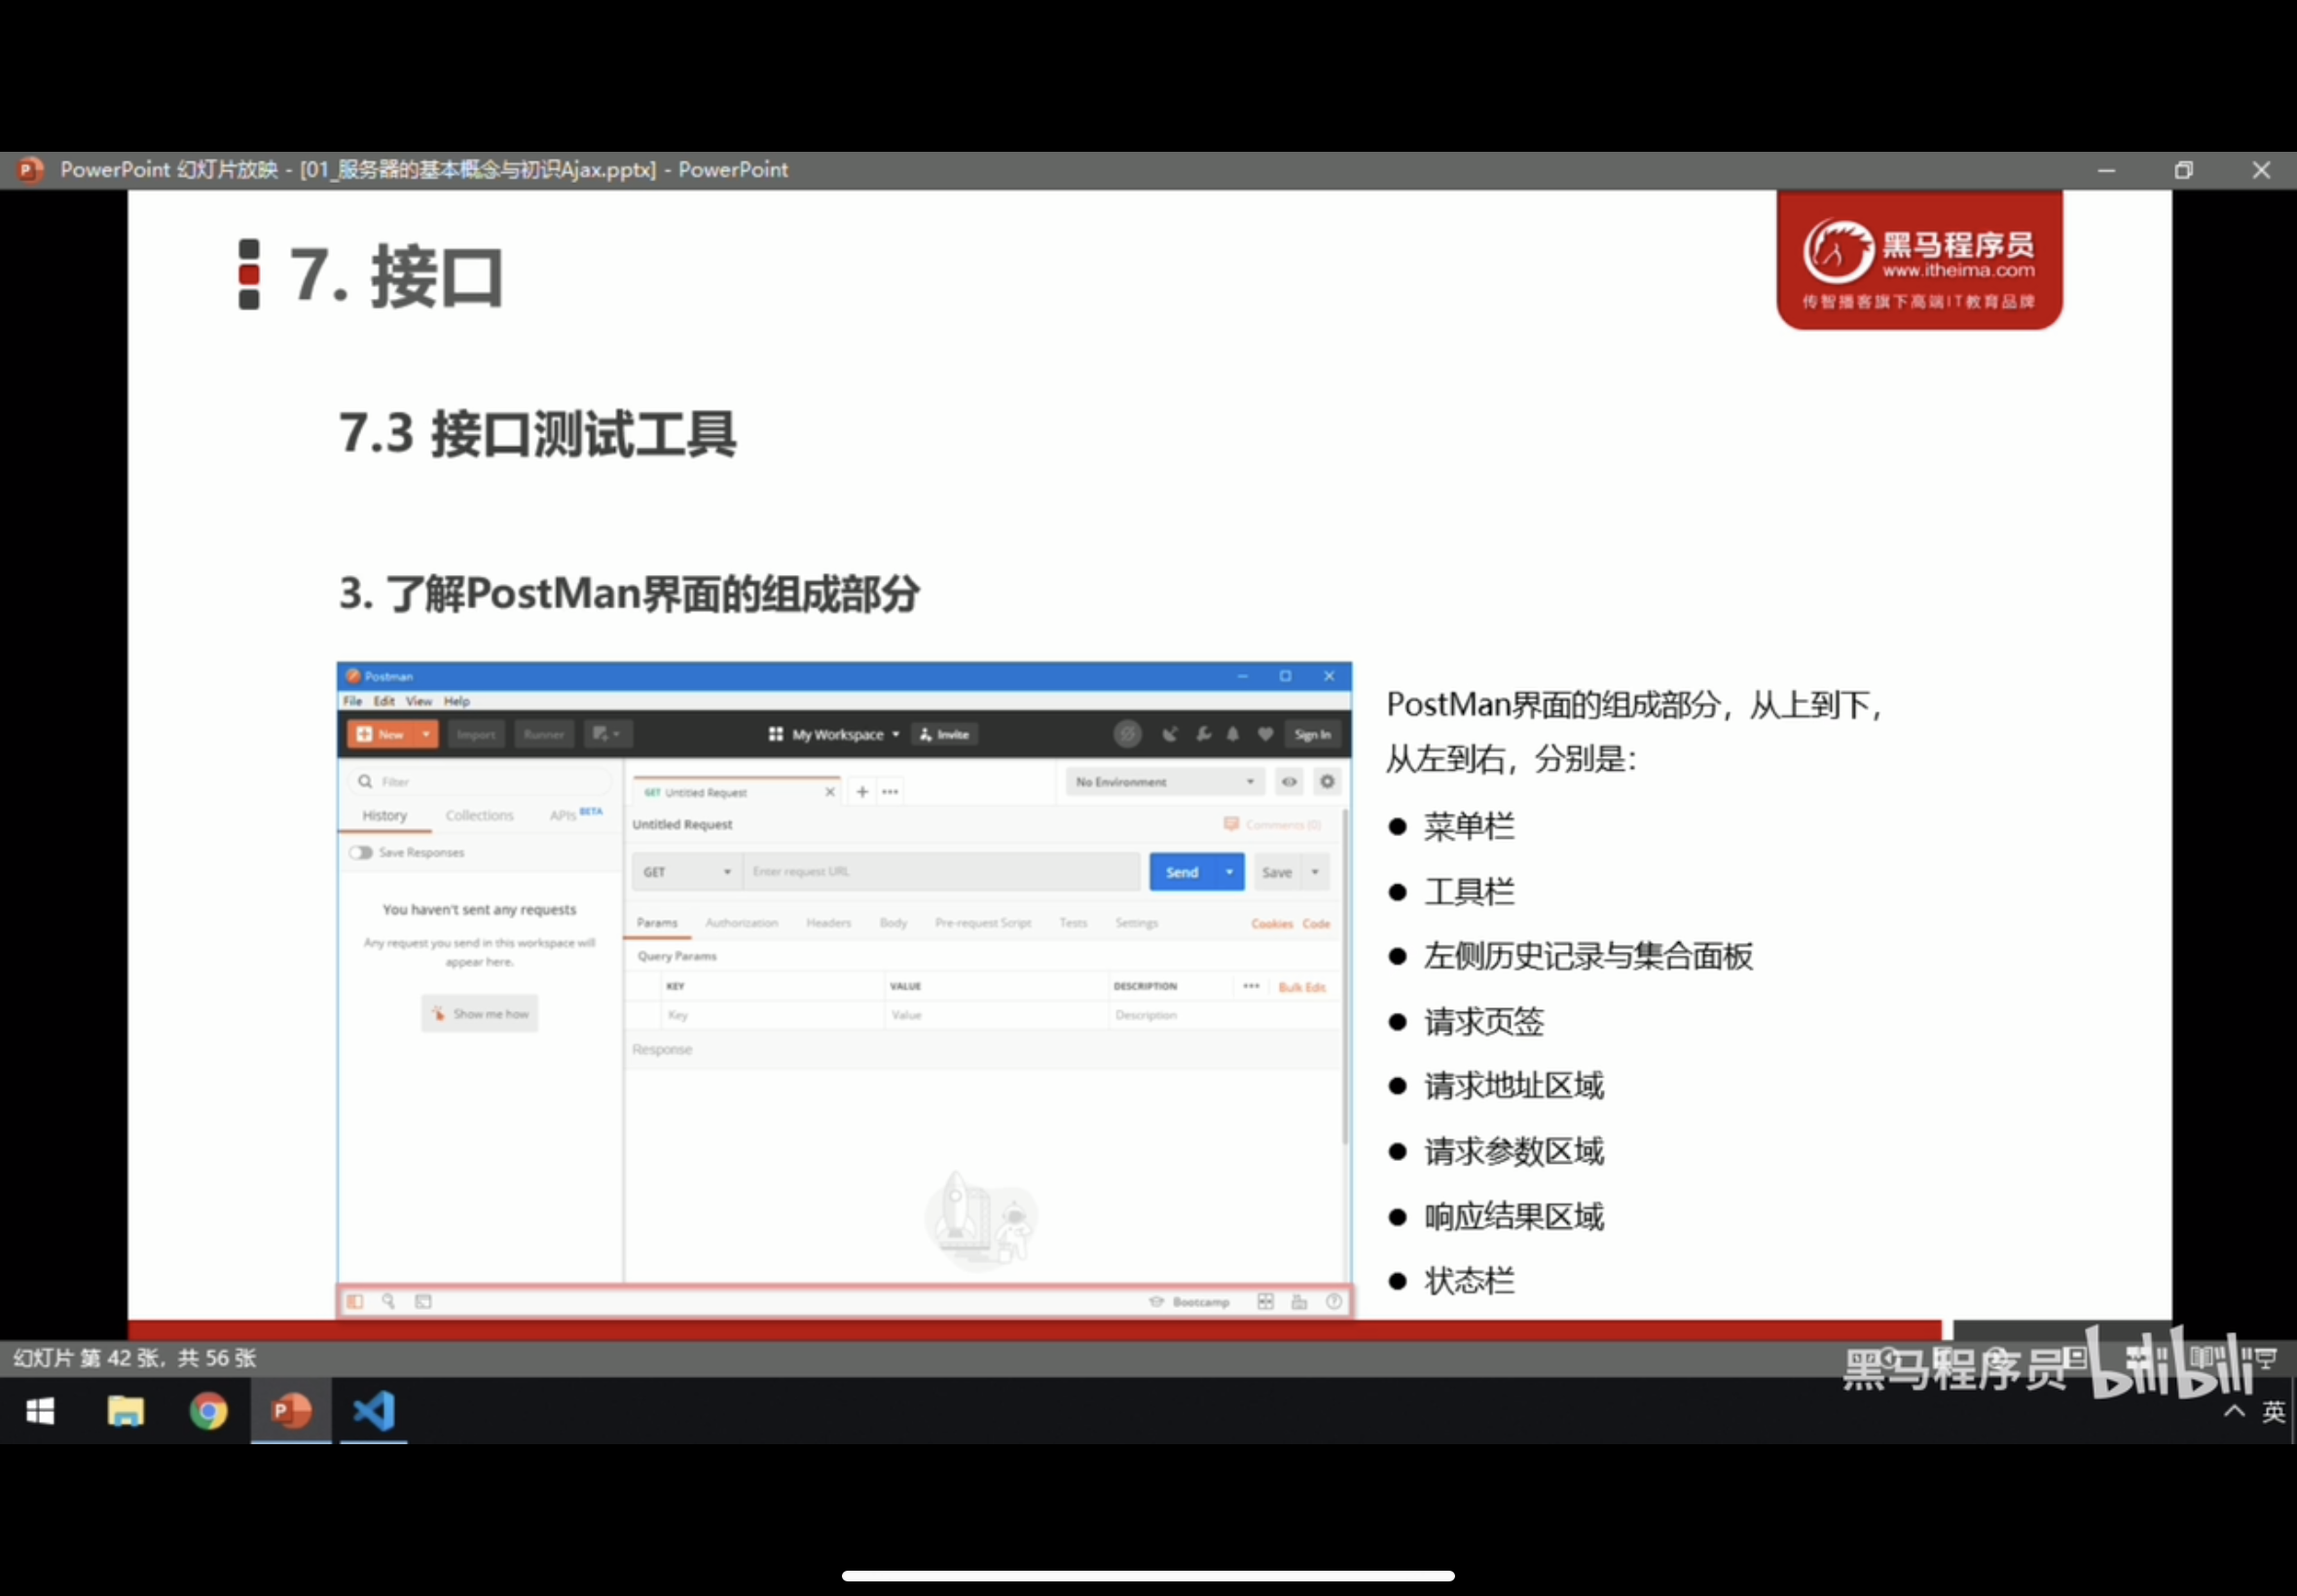 PowerPoint 幻灯片放映 - [01_服务器的基本概念与初识Ajax.pptx] - PowerPoint
7. 接口
黑马程序员
www.itheima.com
传智播客旗下高端IT教育品牌
7.3 接口测试工具
3. 了解PostMan界面的组成部分
Postman
File Edit View Help
New Import Runner My Workspace Invite Sign In
Filter
History Collections APIs BETA
Save Responses
You haven't sent any requests
Any request you send in this workspace will
appear here.
Show me how
GET Untitled Request No Environment
Untitled Request Comments (0)
GET Enter request URL Send Save
Params Authorization Headers Body Pre-request Script Tests Settings Cookies Code
Query Params
KEY VALUE DESCRIPTION Bulk Edit
Key Value Description
Response
Bootcamp
PostMan界面的组成部分，从上到下，
从左到右，分别是：
● 菜单栏
● 工具栏
● 左侧历史记录与集合面板
● 请求页签
● 请求地址区域
● 请求参数区域
● 响应结果区域
● 状态栏
幻灯片 第 42 张，共 56 张
黑马程序员 bilibili
英